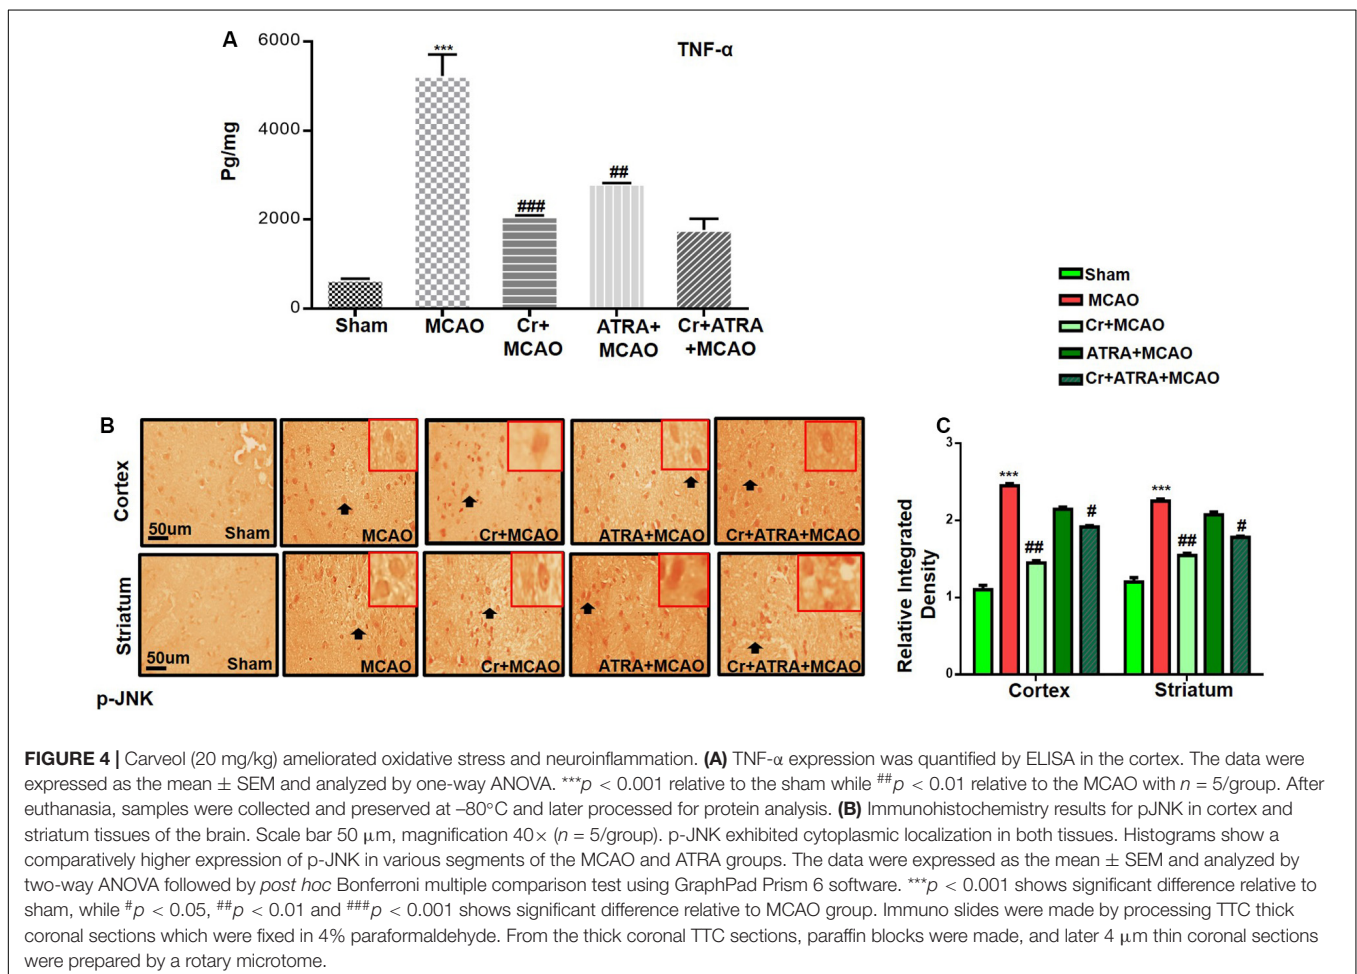 A
6000
4000
2000
0
Pg/mg
TNF-α
***
###
##
Sham
MCAO
Cr+
MCAO
ATRA+
MCAO
Cr+ATRA
+MCAO
Sham
MCAO
Cr+MCAO
ATRA+MCAO
Cr+ATRA+MCAO
B
Cortex
50um
Sham
MCAO
Cr+MCAO
ATRA+MCAO
Cr+ATRA+MCAO
Striatum
50um
Sham
MCAO
Cr+MCAO
ATRA+MCAO
Cr+ATRA+MCAO
p-JNK
C
3
2
1
0
Relative Integrated
Density
***
##
#
***
##
#
Cortex
Striatum
FIGURE 4 | Carveol (20 mg/kg) ameliorated oxidative stress and neuroinflammation. (A) TNF-α expression was quantified by ELISA in the cortex. The data were
expressed as the mean ± SEM and analyzed by one-way ANOVA. ***p < 0.001 relative to the sham while ##p < 0.01 relative to the MCAO with n = 5/group. After
euthanasia, samples were collected and preserved at –80°C and later processed for protein analysis. (B) Immunohistochemistry results for pJNK in cortex and
striatum tissues of the brain. Scale bar 50 μm, magnification 40× (n = 5/group). p-JNK exhibited cytoplasmic localization in both tissues. Histograms show a
comparatively higher expression of p-JNK in various segments of the MCAO and ATRA groups. The data were expressed as the mean ± SEM and analyzed by
two-way ANOVA followed by post hoc Bonferroni multiple comparison test using GraphPad Prism 6 software. ***p < 0.001 shows significant difference relative to
sham, while #p < 0.05, ##p < 0.01 and ###p < 0.001 shows significant difference relative to MCAO group. Immuno slides were made by processing TTC thick
coronal sections which were fixed in 4% paraformaldehyde. From the thick coronal TTC sections, paraffin blocks were made, and later 4 μm thin coronal sections
were prepared by a rotary microtome.